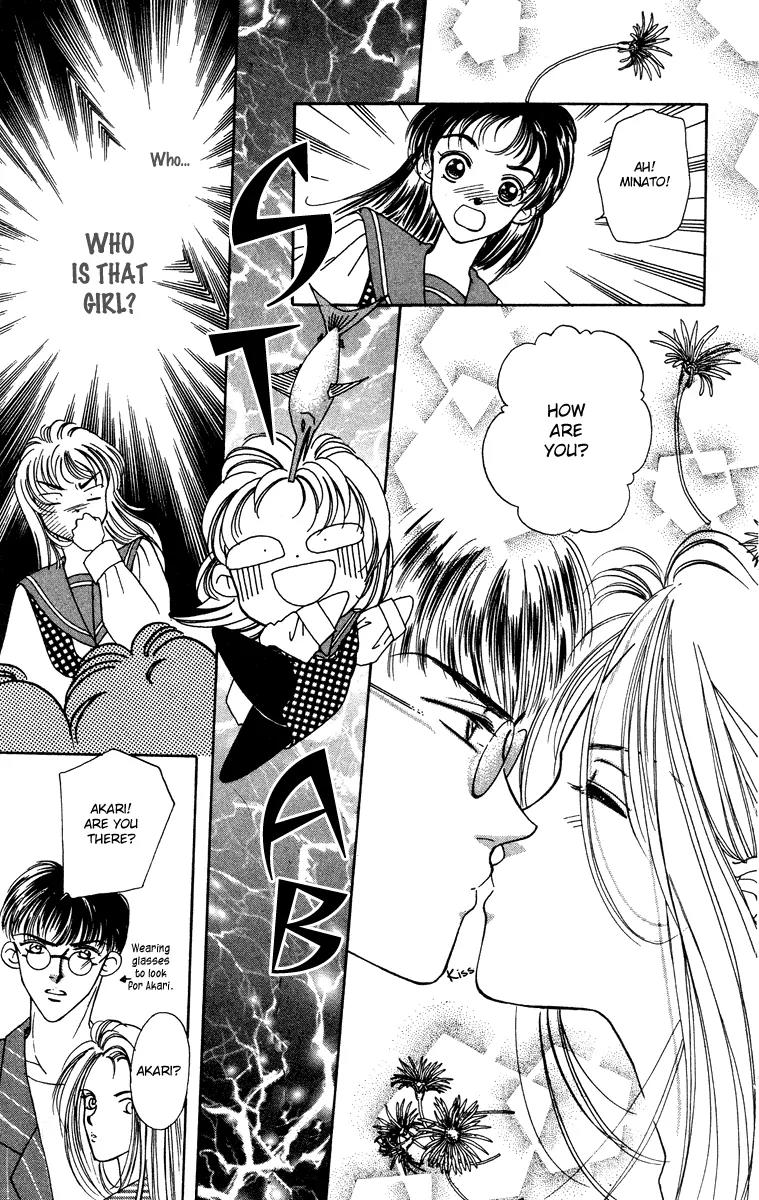 AH!
MINATO!
HOW
ARE
YOU?
Kiss
STAB
Who...
WHO
IS THAT
GIRL?
AKARI!
ARE YOU
THERE?
Wearing
glasses
to look
for Akari.
AKARI?